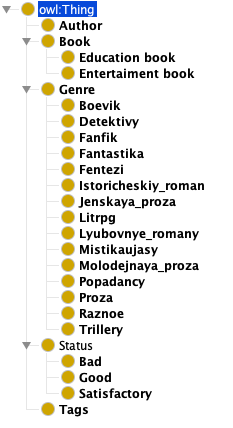 owl:Thing
Author
Book
Education book
Entertaiment book
Genre
Boevik
Detektivy
Fanfik
Fantastika
Fentezi
Istoricheskiy_roman
Jenskaya_proza
Litrpg
Lyubovnye_romany
Mistikaujasy
Molodejnaya_proza
Popadancy
Proza
Raznoe
Trillery
Status
Bad
Good
Satisfactory
Tags